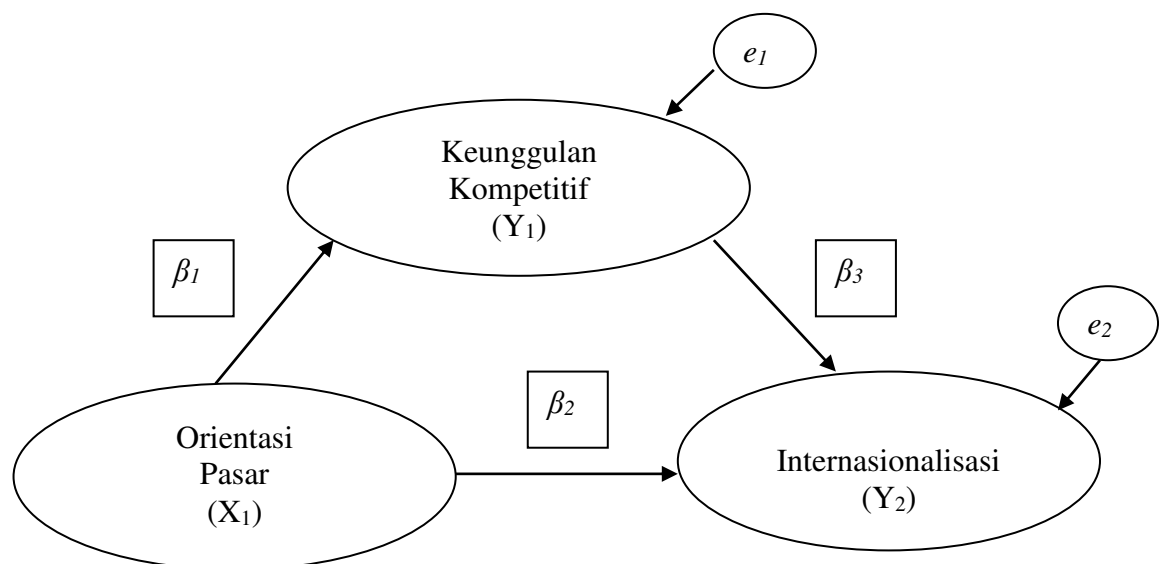 e₁
Keunggulan
Kompetitif
(Y₁)
β₁
β₃
e₂
β₂
Orientasi
Pasar
(X₁)
Internasionalisasi
(Y₂)